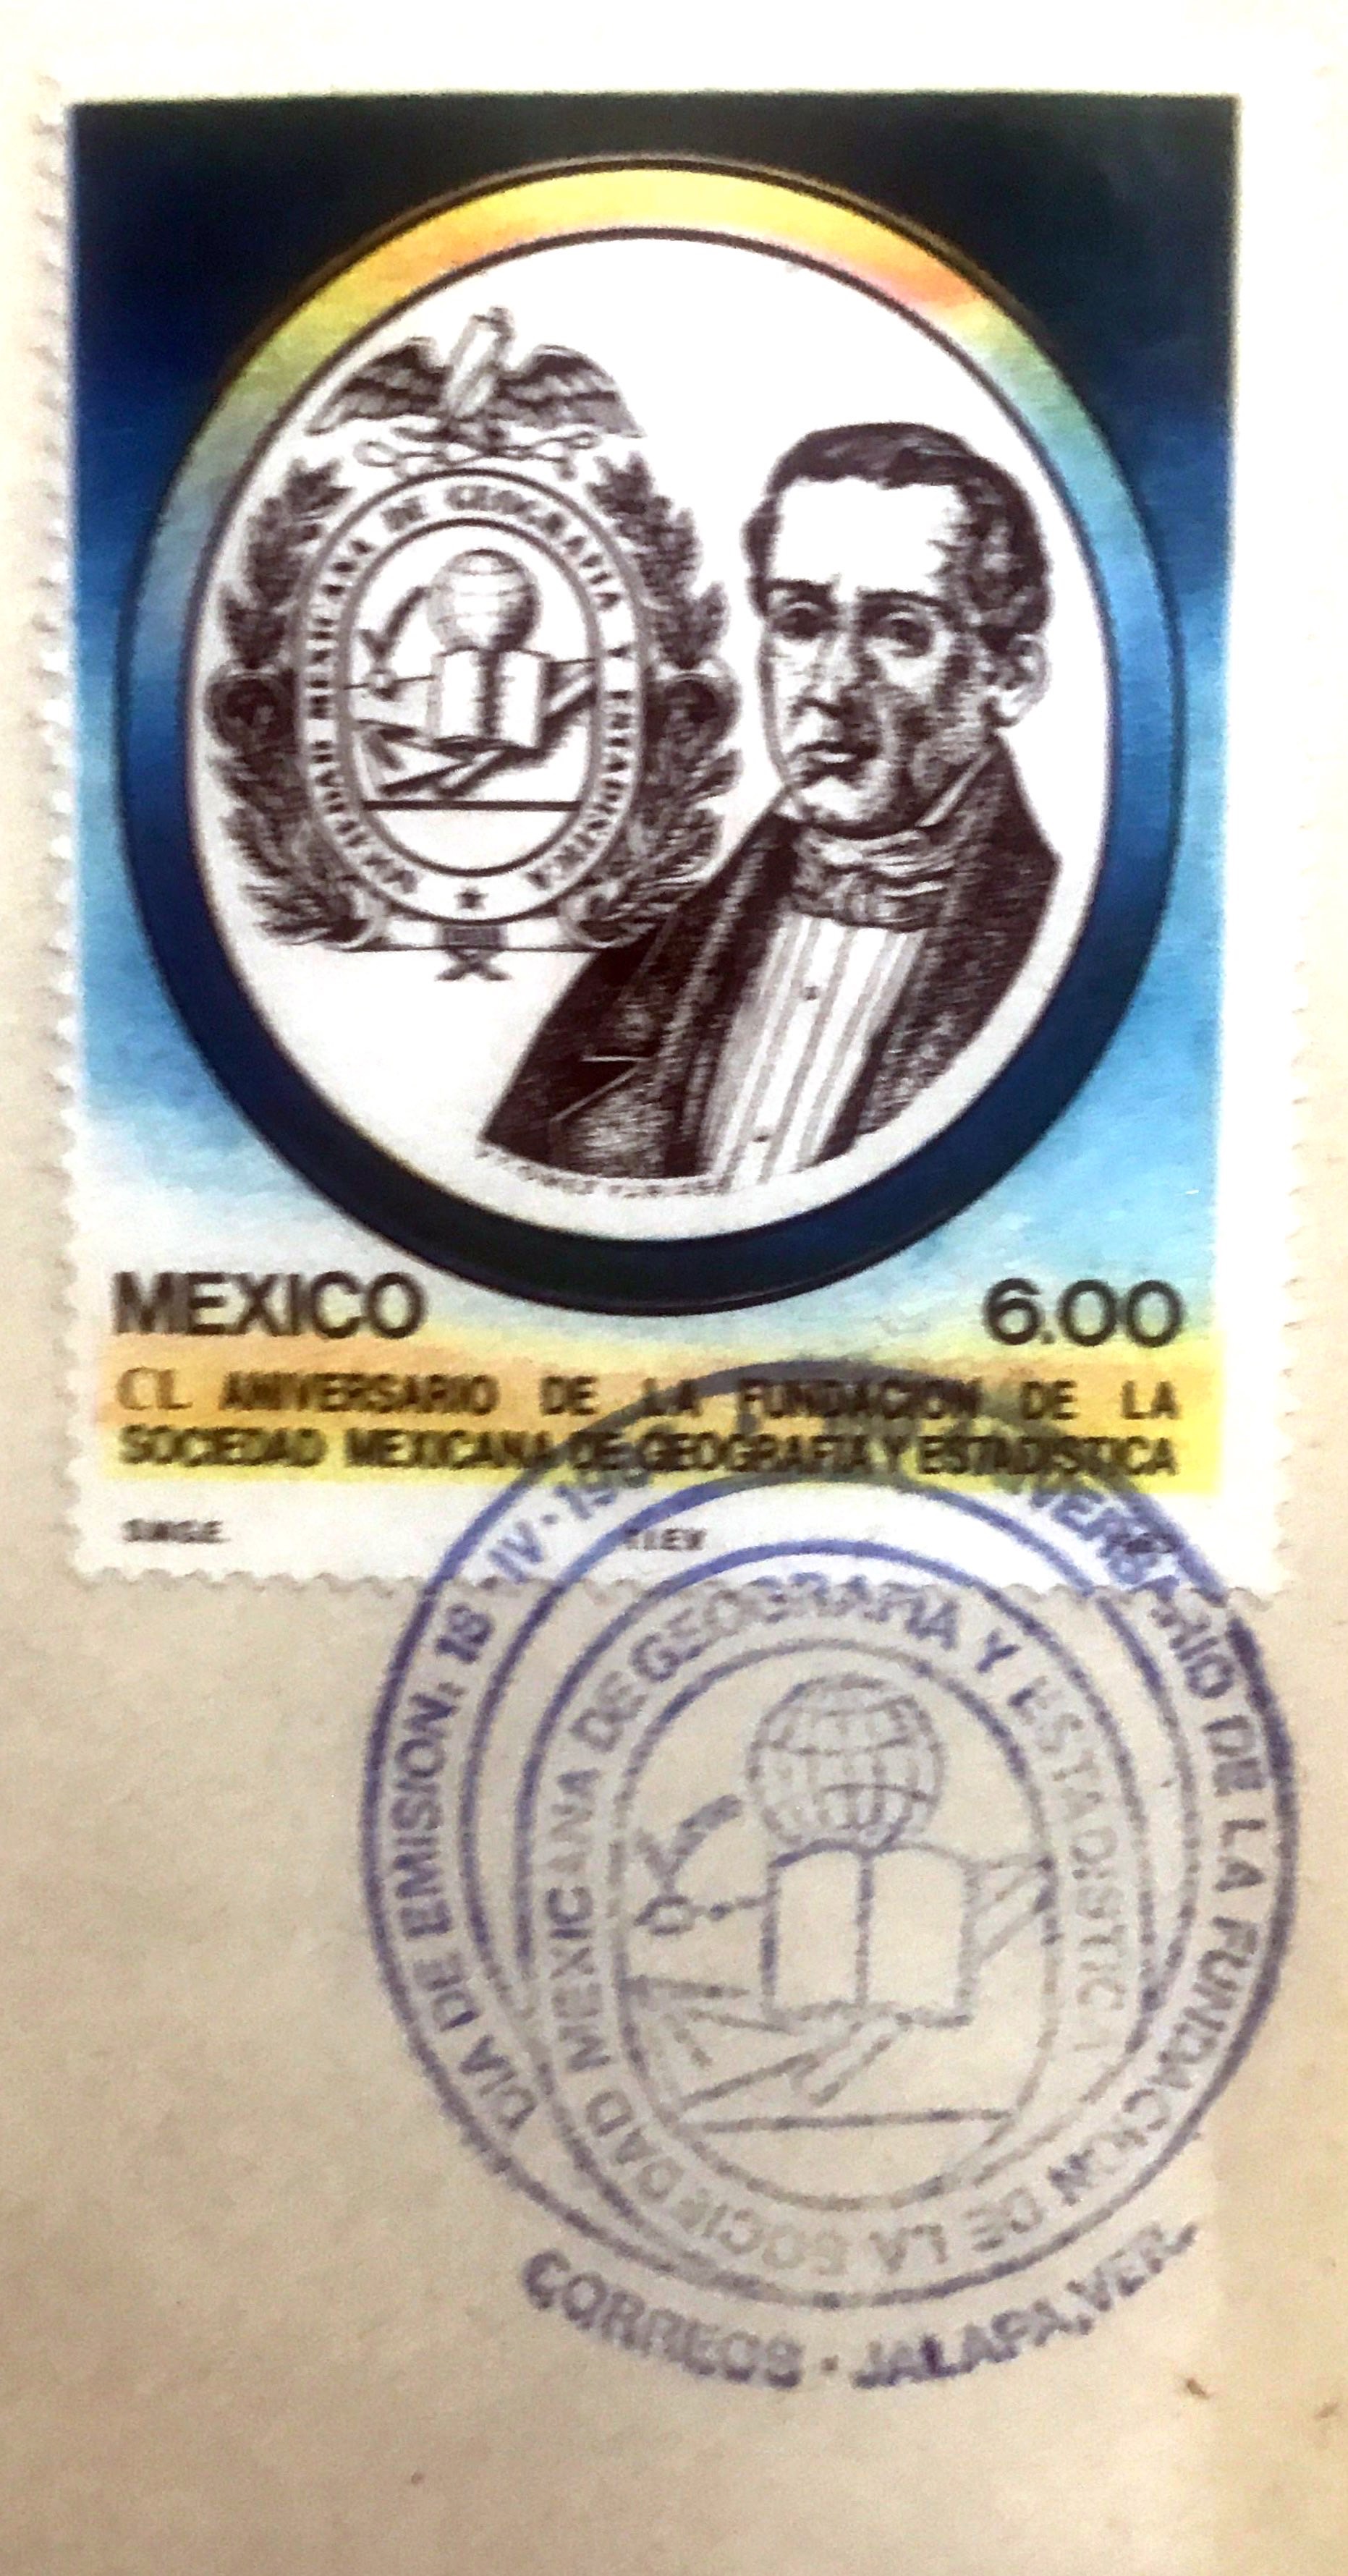 SOCIEDAD MEXICANA DE GEOGRAFIA Y ESTADISTICA
MEXICO
6.00
CL ANIVERSARIO DE LA FUNDACION DE LA
SOCIEDAD MEXICANA DE GEOGRAFIA Y ESTADISTICA
SMGE
T.I.E.V
DIA DE EMISION, 18 · IV ·
DE LA FUNDACION DE LA SOCIEDAD MEXICANA DE GEOGRAFIA Y ESTADISTICA
CORREOS · JALAPA, VER.